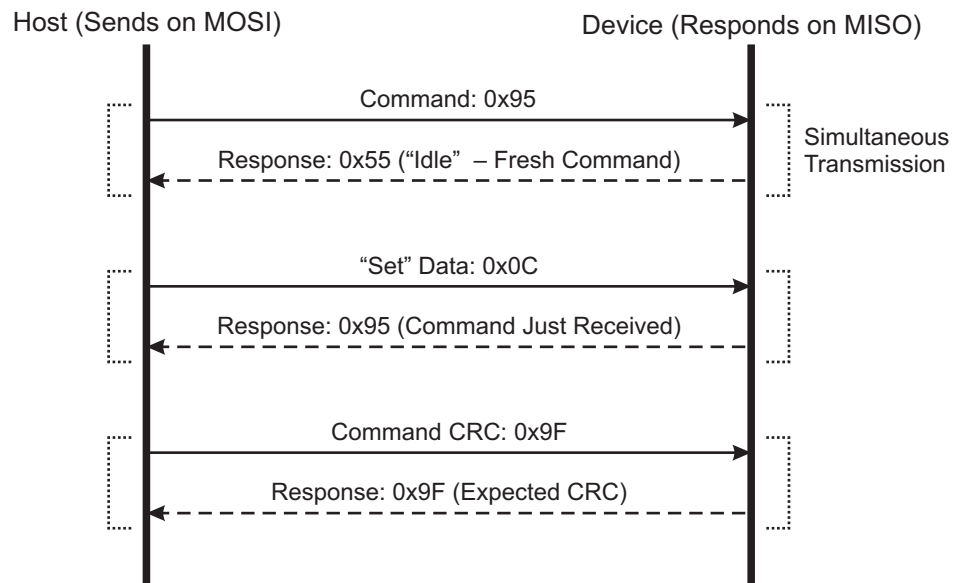 Host (Sends on MOSI)
Device (Responds on MISO)
Command: 0x95
Response: 0x55 (“Idle” – Fresh Command)
Simultaneous
Transmission
“Set” Data: 0x0C
Response: 0x95 (Command Just Received)
Command CRC: 0x9F
Response: 0x9F (Expected CRC)